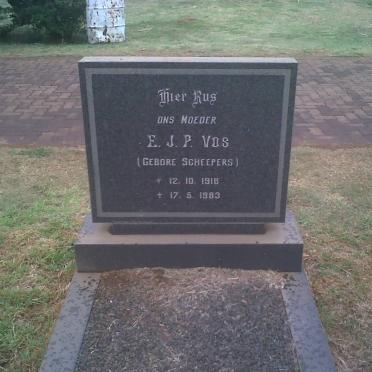 Hier Rus
ONS MOEDER
E. J. P. VOS
(GEBORE SCHEEPERS)
* 12. 10. 1918
+ 17. 5. 1983